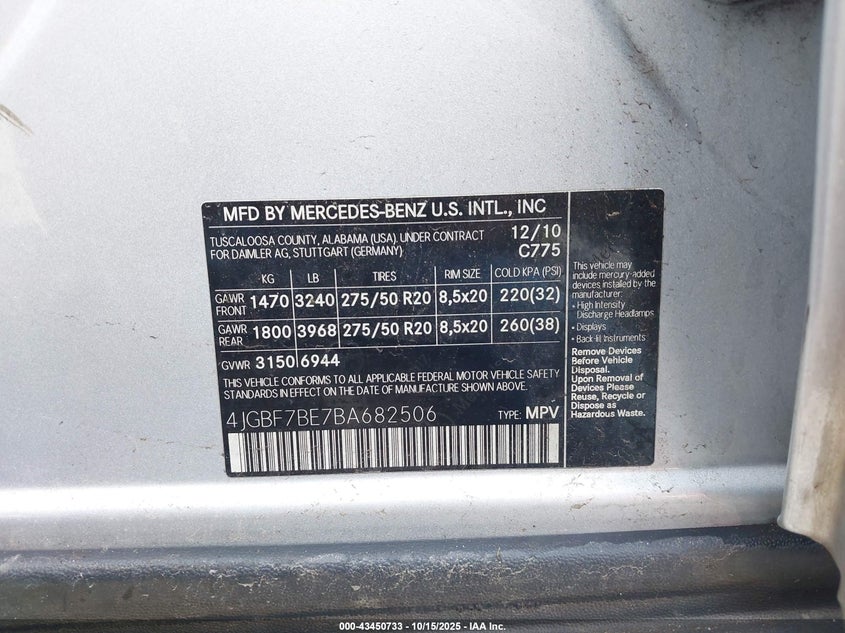 MFD BY MERCEDES-BENZ U.S. INTL., INC
TUSCALOOSA COUNTY, ALABAMA (USA). UNDER CONTRACT
FOR DAIMLER AG, STUTTGART (GERMANY)
12/10
C775
KG LB TIRES RIM SIZE COLD KPA (PSI)
GAWR FRONT 1470 3240 275/50 R20 8,5x20 220(32)
GAWR REAR 1800 3968 275/50 R20 8,5x20 260(38)
GVWR 3150 6944
THIS VEHICLE CONFORMS TO ALL APPLICABLE FEDERAL MOTOR VEHICLE SAFETY
STANDARDS IN EFFECT ON THE DATE OF MANUFACTURE SHOWN ABOVE.
4JGBF7BE7BA682506 TYPE: MPV
This vehicle may
include mercury-added
devices installed by the
manufacturer:
• High Intensity
Discharge Headlamps
• Displays
• Back-lit Instruments
Remove Devices
Before Vehicle
Disposal.
Upon Removal of
Devices Please
Reuse, Recycle or
Dispose as
Hazardous Waste.
000-43450733 - 10/15/2025 - IAA Inc.